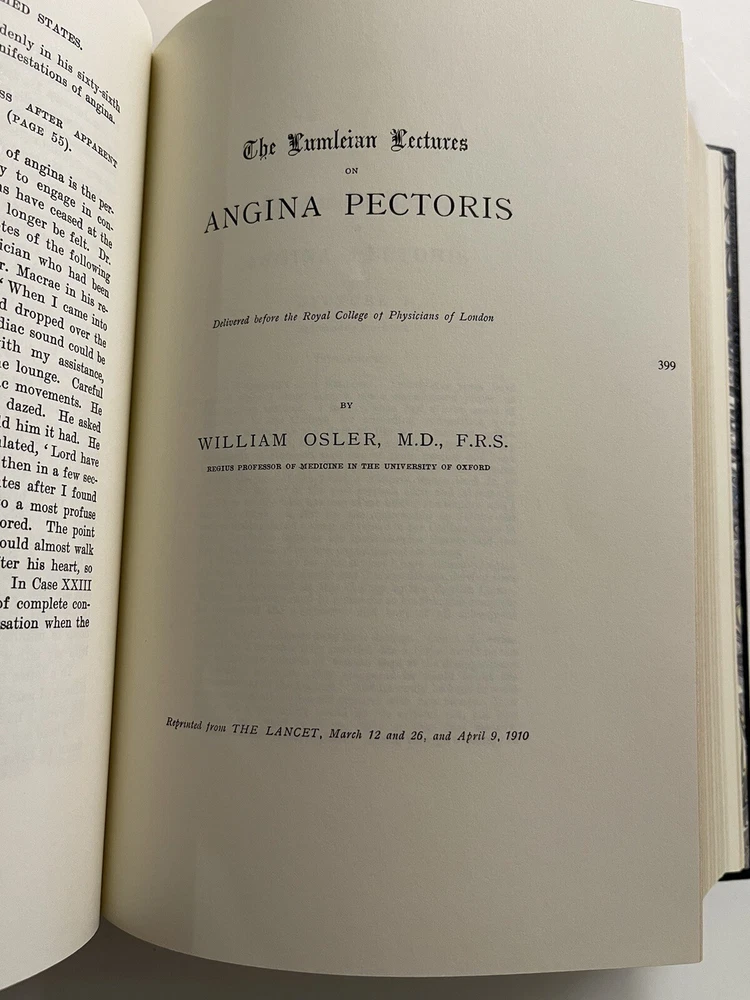 ED STATES.
denly in his sixty-sixth
nifestations of angina.
SS AFTER APPARENT
(PAGE 55).
of angina is the per-
y to engage in con-
ns have ceased at the
longer be felt. Dr.
tes of the following
ician who had been
r. Macrae in his re-
‘ When I came into
d dropped over the
diac sound could be
with my assistance,
e lounge. Careful
c movements. He
dazed. He asked
d him it had. He
lated, ‘ Lord have
then in a few sec-
tes after I found
o a most profuse
ored. The point
ould almost walk
ter his heart, so
In Case XXIII
of complete con-
sation when the
The Lumleian Lectures
ON
ANGINA PECTORIS
Delivered before the Royal College of Physicians of London
399
BY
WILLIAM OSLER, M.D., F.R.S.
REGIUS PROFESSOR OF MEDICINE IN THE UNIVERSITY OF OXFORD
Reprinted from THE LANCET, March 12 and 26, and April 9, 1910